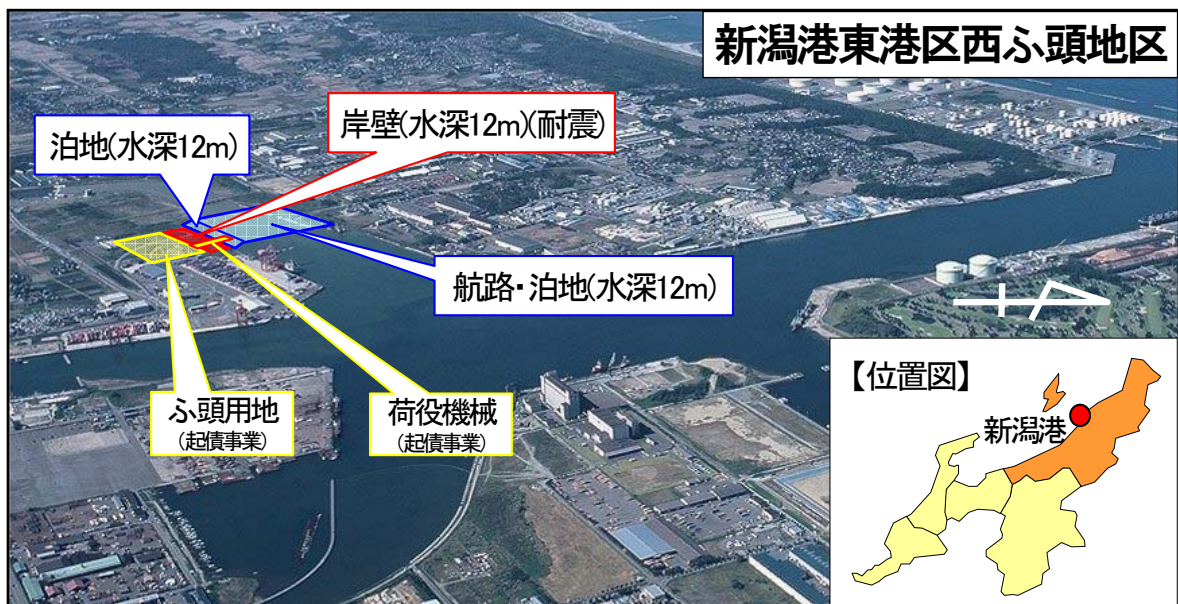 新潟港東港区西ふ頭地区
岸壁(水深12m)(耐震)
泊地(水深12m)
航路・泊地(水深12m)
ふ頭用地
(起債事業)
荷役機械
(起債事業)
【位置図】
新潟港